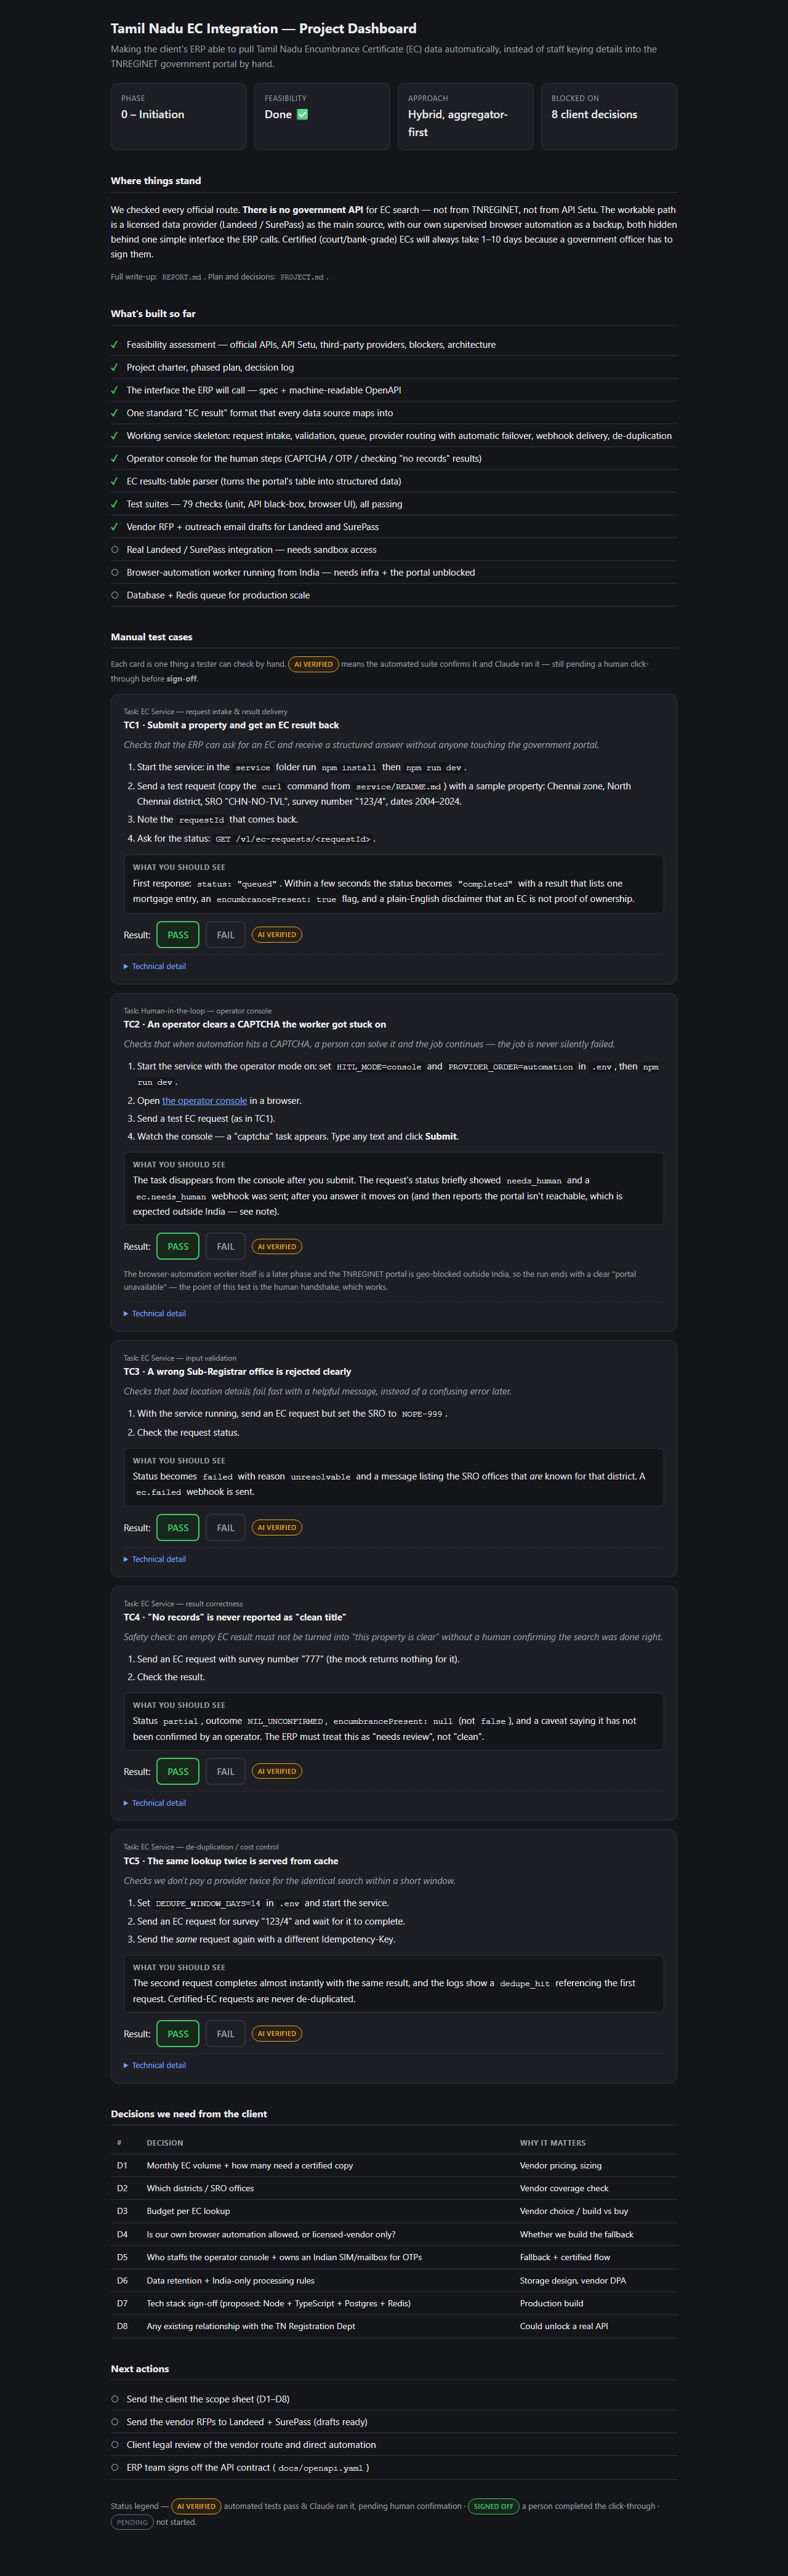 Tamil Nadu EC Integration — Project Dashboard
Making the client's ERP able to pull Tamil Nadu Encumbrance Certificate (EC) data automatically, instead of staff keying details into the
TNREGINET government portal by hand.
PHASE
0 – Initiation
FEASIBILITY
Done ✅
APPROACH
Hybrid, aggregator-
first
BLOCKED ON
8 client decisions
Where things stand
We checked every official route. There is no government API for EC search — not from TNREGINET, not from API Setu. The workable path
is a licensed data provider (Landeed / SurePass) as the main source, with our own supervised browser automation as a backup, both hidden
behind one simple interface the ERP calls. Certified (court/bank-grade) ECs will always take 1–10 days because a government officer has to
sign them.
Full write-up: REPORT.md . Plan and decisions: PROJECT.md .
What's built so far
✓ Feasibility assessment — official APIs, API Setu, third-party providers, blockers, architecture
✓ Project charter, phased plan, decision log
✓ The interface the ERP will call — spec + machine-readable OpenAPI
✓ One standard "EC result" format that every data source maps into
✓ Working service skeleton: request intake, validation, queue, provider routing with automatic failover, webhook delivery, de-duplication
✓ Operator console for the human steps (CAPTCHA / OTP / checking "no records" results)
✓ EC results-table parser (turns the portal's table into structured data)
✓ Test suites — 79 checks (unit, API black-box, browser UI), all passing
✓ Vendor RFP + outreach email drafts for Landeed and SurePass
○ Real Landeed / SurePass integration — needs sandbox access
○ Browser-automation worker running from India — needs infra + the portal unblocked
○ Database + Redis queue for production scale
Manual test cases
Each card is one thing a tester can check by hand. AI VERIFIED means the automated suite confirms it and Claude ran it — still pending a human click-
through before sign-off.
Task: EC Service — request intake & result delivery
TC1 · Submit a property and get an EC result back
Checks that the ERP can ask for an EC and receive a structured answer without anyone touching the government portal.
1. Start the service: in the service folder run npm install then npm run dev .
2. Send a test request (copy the curl command from service/README.md ) with a sample property: Chennai zone, North
Chennai district, SRO "CHN-NO-TVL", survey number "123/4", dates 2004–2024.
3. Note the requestId that comes back.
4. Ask for the status: GET /v1/ec-requests/<requestId> .
WHAT YOU SHOULD SEE
First response: status: "queued" . Within a few seconds the status becomes "completed" with a result that lists one
mortgage entry, an encumbrancePresent: true flag, and a plain-English disclaimer that an EC is not proof of ownership.
Result: PASS FAIL AI VERIFIED
▶ Technical detail
Task: Human-in-the-loop — operator console
TC2 · An operator clears a CAPTCHA the worker got stuck on
Checks that when automation hits a CAPTCHA, a person can solve it and the job continues — the job is never silently failed.
1. Start the service with the operator mode on: set HITL_MODE=console and PROVIDER_ORDER=automation in .env , then npm
run dev .
2. Open the operator console in a browser.
3. Send a test EC request (as in TC1).
4. Watch the console — a "captcha" task appears. Type any text and click Submit.
WHAT YOU SHOULD SEE
The task disappears from the console after you submit. The request's status briefly showed needs_human and a
ec.needs_human webhook was sent; after you answer it moves on (and then reports the portal isn't reachable, which is
expected outside India — see note).
Result: PASS FAIL AI VERIFIED
The browser-automation worker itself is a later phase and the TNREGINET portal is geo-blocked outside India, so the run ends with a clear "portal
unavailable" — the point of this test is the human handshake, which works.
▶ Technical detail
Task: EC Service — input validation
TC3 · A wrong Sub-Registrar office is rejected clearly
Checks that bad location details fail fast with a helpful message, instead of a confusing error later.
1. With the service running, send an EC request but set the SRO to NOPE-999 .
2. Check the request status.
WHAT YOU SHOULD SEE
Status becomes failed with reason unresolvable and a message listing the SRO offices that are known for that district. A
ec.failed webhook is sent.
Result: PASS FAIL AI VERIFIED
▶ Technical detail
Task: EC Service — result correctness
TC4 · "No records" is never reported as "clean title"
Safety check: an empty EC result must not be turned into "this property is clear" without a human confirming the search was done right.
1. Send an EC request with survey number "777" (the mock returns nothing for it).
2. Check the result.
WHAT YOU SHOULD SEE
Status partial , outcome NIL_UNCONFIRMED , encumbrancePresent: null (not false ), and a caveat saying it has not
been confirmed by an operator. The ERP must treat this as "needs review", not "clean".
Result: PASS FAIL AI VERIFIED
▶ Technical detail
Task: EC Service — de-duplication / cost control
TC5 · The same lookup twice is served from cache
Checks we don't pay a provider twice for the identical search within a short window.
1. Set DEDUPE_WINDOW_DAYS=14 in .env and start the service.
2. Send an EC request for survey "123/4" and wait for it to complete.
3. Send the same request again with a different Idempotency-Key.
WHAT YOU SHOULD SEE
The second request completes almost instantly with the same result, and the logs show a dedupe_hit referencing the first
request. Certified-EC requests are never de-duplicated.
Result: PASS FAIL AI VERIFIED
▶ Technical detail
Decisions we need from the client
# DECISION WHY IT MATTERS
D1 Monthly EC volume + how many need a certified copy Vendor pricing, sizing
D2 Which districts / SRO offices Vendor coverage check
D3 Budget per EC lookup Vendor choice / build vs buy
D4 Is our own browser automation allowed, or licensed-vendor only? Whether we build the fallback
D5 Who staffs the operator console + owns an Indian SIM/mailbox for OTPs Fallback + certified flow
D6 Data retention + India-only processing rules Storage design, vendor DPA
D7 Tech stack sign-off (proposed: Node + TypeScript + Postgres + Redis) Production build
D8 Any existing relationship with the TN Registration Dept Could unlock a real API
Next actions
○ Send the client the scope sheet (D1–D8)
○ Send the vendor RFPs to Landeed + SurePass (drafts ready)
○ Client legal review of the vendor route and direct automation
○ ERP team signs off the API contract ( docs/openapi.yaml )
Status legend — AI VERIFIED automated tests pass & Claude ran it, pending human confirmation · SIGNED OFF a person completed the click-through ·
PENDING not started.